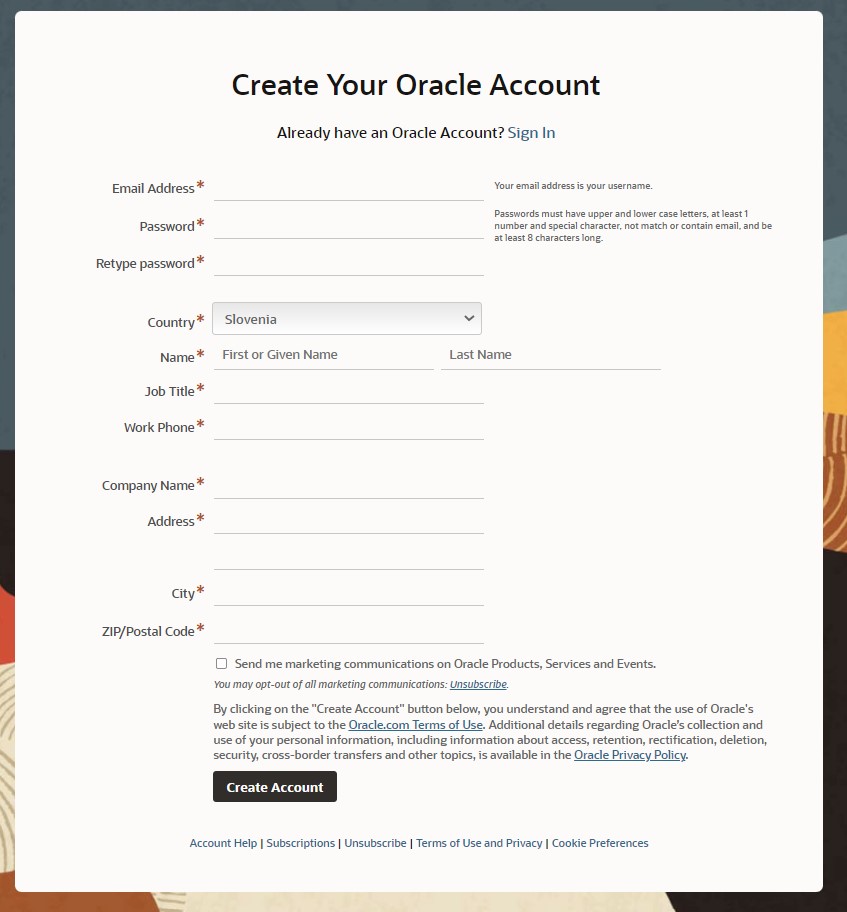 Create Your Oracle Account
Already have an Oracle Account? Sign In
Email Address*
Your email address is your username.
Password*
Passwords must have upper and lower case letters, at least 1
number and special character, not match or contain email, and be
at least 8 characters long.
Retype password*
Country*
Slovenia
Name*
First or Given Name
Last Name
Job Title*
Work Phone*
Company Name*
Address*
City*
ZIP/Postal Code*
Send me marketing communications on Oracle Products, Services and Events.
You may opt-out of all marketing communications: Unsubscribe.
By clicking on the "Create Account" button below, you understand and agree that the use of Oracle's
web site is subject to the Oracle.com Terms of Use. Additional details regarding Oracle's collection and
use of your personal information, including information about access, retention, rectification, deletion,
security, cross-border transfers and other topics, is available in the Oracle Privacy Policy.
Create Account
Account Help | Subscriptions | Unsubscribe | Terms of Use and Privacy | Cookie Preferences